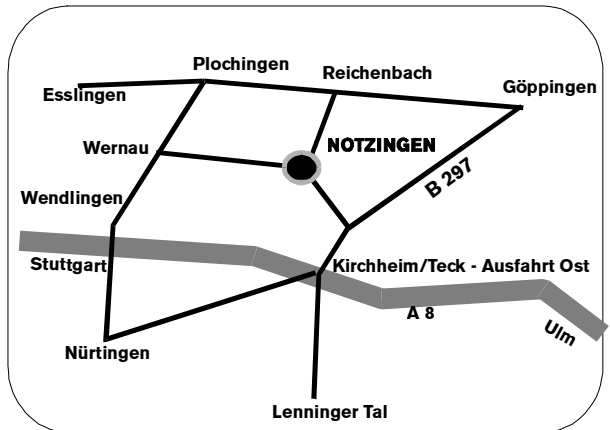 Plochingen
Reichenbach
Göppingen
Esslingen
NOTZINGEN
Wernau
B 297
Wendlingen
Stuttgart
Kirchheim/Teck - Ausfahrt Ost
A 8
Ulm
Nürtingen
Lenninger Tal